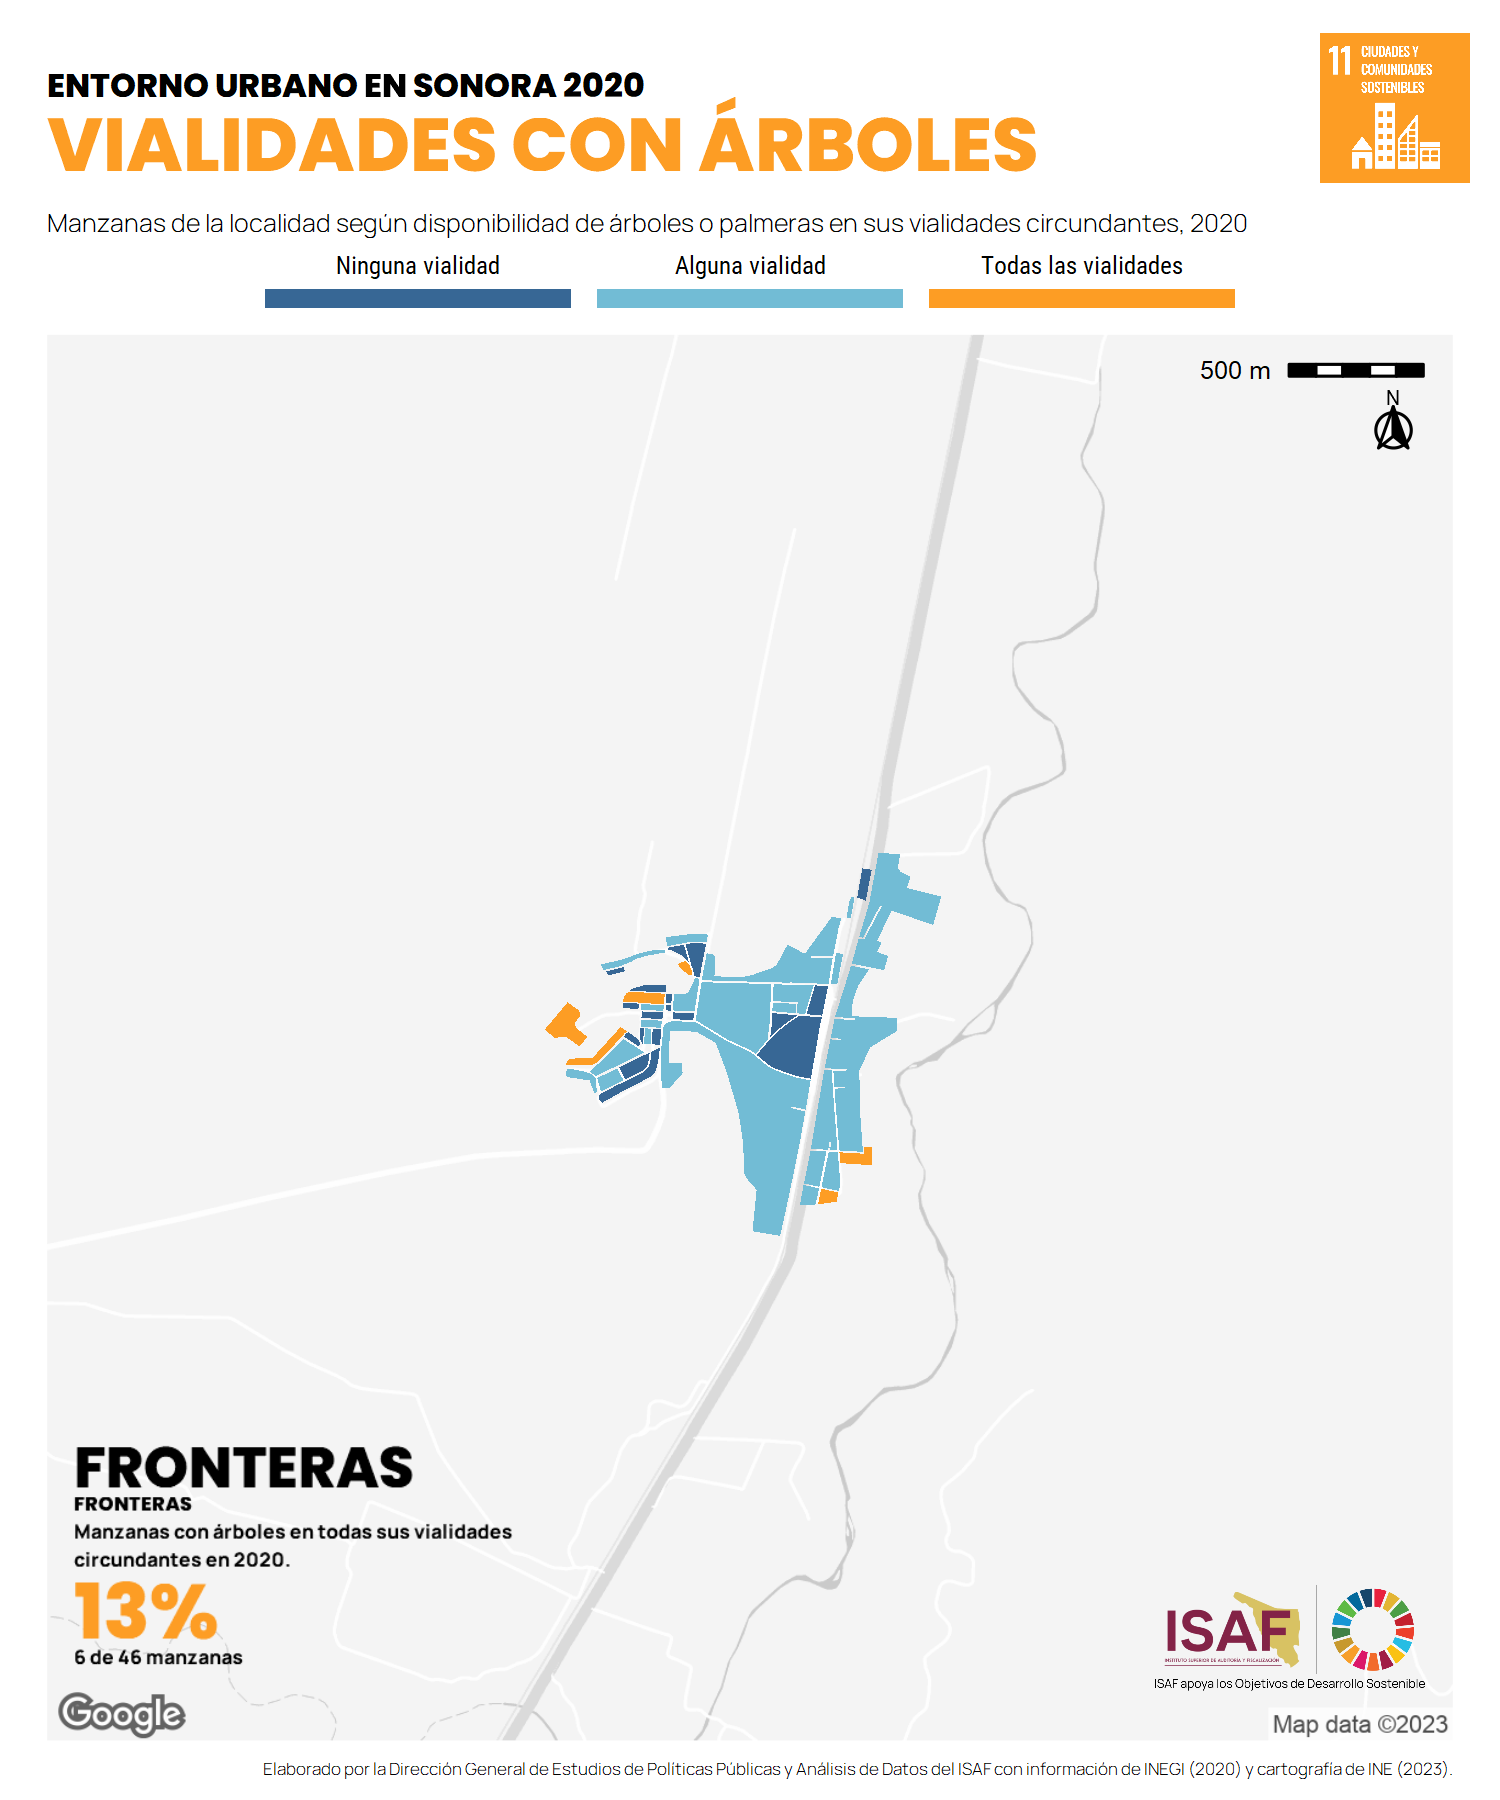 ENTORNO URBANO EN SONORA 2020
VIALIDADES CON ÁRBOLES
11 CIUDADES Y
COMUNIDADES
SOSTENIBLES
Manzanas de la localidad según disponibilidad de árboles o palmeras en sus vialidades circundantes, 2020
Ninguna vialidad
Alguna vialidad
Todas las vialidades
500 m
N
FRONTERAS
FRONTERAS
Manzanas con árboles en todas sus vialidades
circundantes en 2020.
13%
6 de 46 manzanas
Google
ISAF
INSTITUTO SUPERIOR DE AUDITORÍA Y FISCALIZACIÓN
ISAF apoya los Objetivos de Desarrollo Sostenible
Map data ©2023
Elaborado por la Dirección General de Estudios de Políticas Públicas y Análisis de Datos del ISAF con información de INEGI (2020) y cartografía de INE (2023).